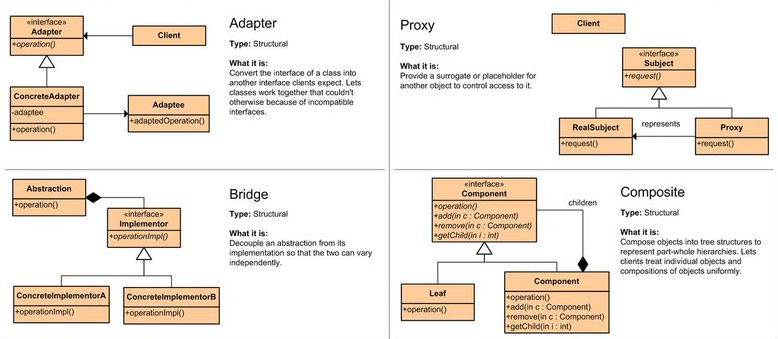 «interface»
Adapter
+operation()
Client
ConcreteAdapter
-adaptee
+operation()
Adaptee
+adaptedOperation()
Adapter
Type: Structural
What it is:
Convert the interface of a class into
another interface clients expect. Lets
classes work together that couldn't
otherwise because of incompatible
interfaces.
Proxy
Type: Structural
What it is:
Provide a surrogate or placeholder for
another object to control access to it.
Client
«interface»
Subject
+request()
RealSubject
+request()
represents
Proxy
+request()
Abstraction
+operation()
«interface»
Implementor
+operationImpl()
ConcreteImplementorA
+operationImpl()
ConcreteImplementorB
+operationImpl()
Bridge
Type: Structural
What it is:
Decouple an abstraction from its
implementation so that the two can vary
independently.
«interface»
Component
+operation()
+add(in c : Component)
+remove(in c : Component)
+getChild(in i : int)
children
Leaf
+operation()
Component
+operation()
+add(in c : Component)
+remove(in c : Component)
+getChild(in i : int)
Composite
Type: Structural
What it is:
Compose objects into tree structures to
represent part-whole hierarchies. Lets
clients treat individual objects and
compositions of objects uniformly.